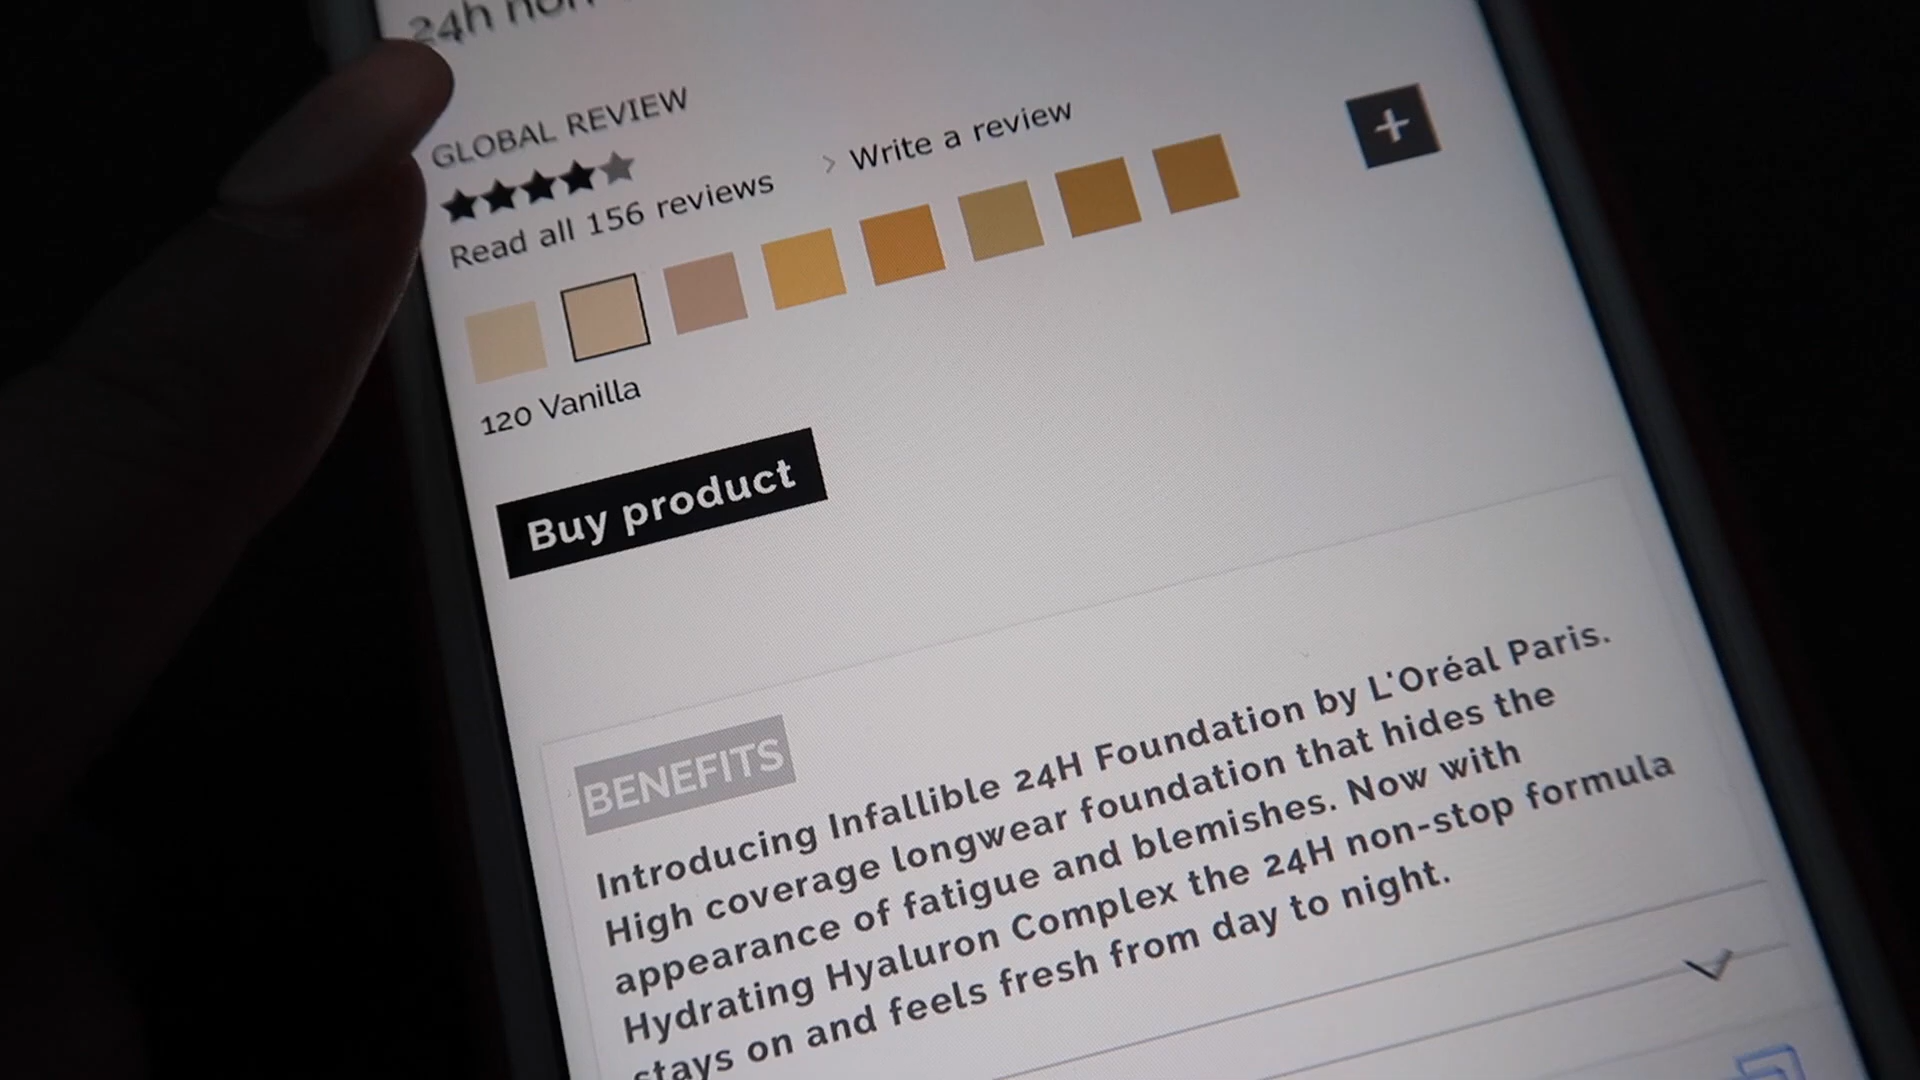 24h non
GLOBAL REVIEW
Read all 156 reviews
Write a review
120 Vanilla
Buy product
BENEFITS
Introducing Infallible 24H Foundation by L'Oréal Paris.
High coverage longwear foundation that hides the
appearance of fatigue and blemishes. Now with
Hydrating Hyaluron Complex the 24H non-stop formula
stays on and feels fresh from day to night.